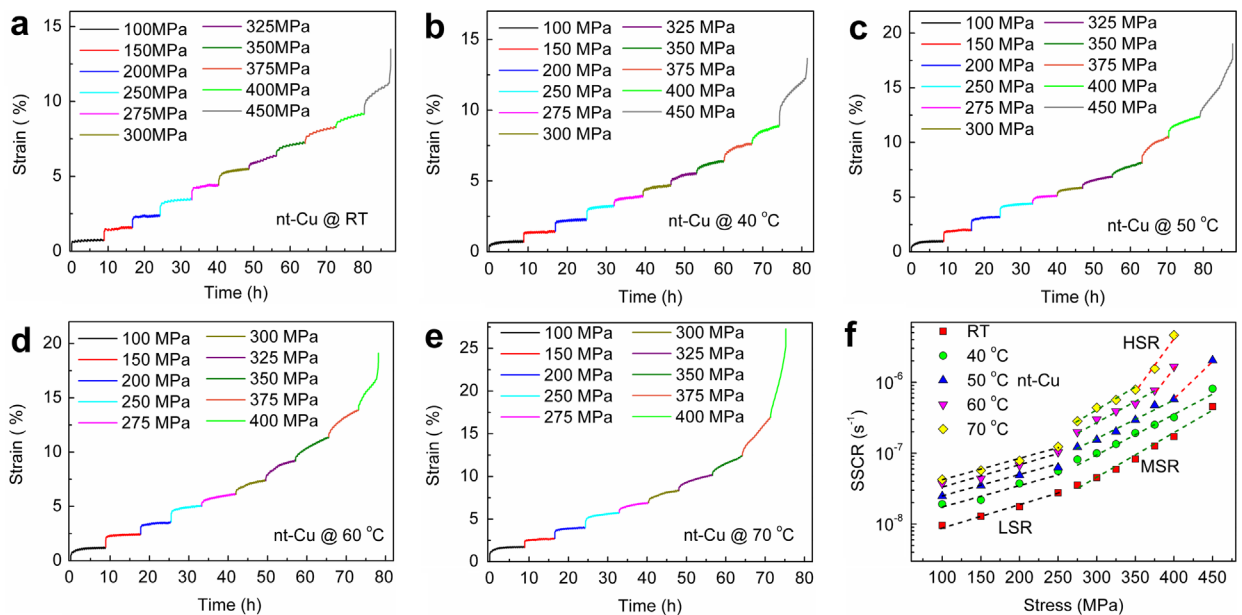 a
15
10
5
0
Strain ( %)
100MPa
150MPa
200MPa
250MPa
275MPa
300MPa
325MPa
350MPa
375MPa
400MPa
450MPa
nt-Cu @ RT
0 10 20 30 40 50 60 70 80
Time (h)
b
15
10
5
0
Strain ( %)
100 MPa
150 MPa
200 MPa
250 MPa
275 MPa
300 MPa
325 MPa
350 MPa
375 MPa
400 MPa
450 MPa
nt-Cu @ 40 °C
0 10 20 30 40 50 60 70 80
Time (h)
c
20
15
10
5
0
Strain ( %)
100 MPa
150 MPa
200 MPa
250 MPa
275 MPa
300 MPa
325 MPa
350 MPa
375 MPa
400 MPa
450 MPa
nt-Cu @ 50 °C
0 10 20 30 40 50 60 70 80
Time (h)
d
20
15
10
5
0
Strain ( %)
100 MPa
150 MPa
200 MPa
250 MPa
275 MPa
300 MPa
325 MPa
350 MPa
375 MPa
400 MPa
nt-Cu @ 60 °C
0 10 20 30 40 50 60 70 80
Time (h)
e
25
20
15
10
5
0
Strain ( %)
100 MPa
150 MPa
200 MPa
250 MPa
275 MPa
300 MPa
325 MPa
350 MPa
375 MPa
400 MPa
nt-Cu @ 70 °C
0 10 20 30 40 50 60 70 80
Time (h)
f
10⁻⁶
10⁻⁷
10⁻⁸
SSCR (s⁻¹)
RT
40 °C
50 °C nt-Cu
60 °C
70 °C
HSR
MSR
LSR
100 150 200 250 300 350 400 450
Stress (MPa)